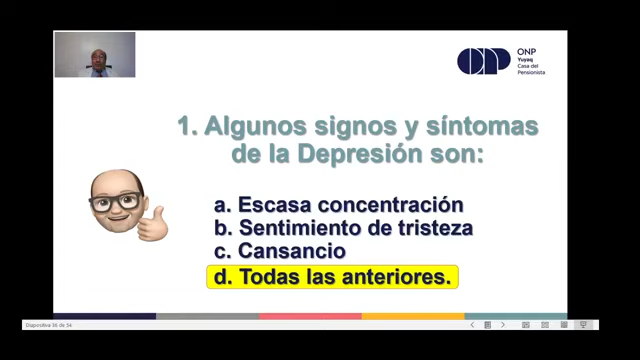 ONP
Yuyaq
Casa del
Pensionista
1. Algunos signos y síntomas
de la Depresión son:
a. Escasa concentración
b. Sentimiento de tristeza
c. Cansancio
d. Todas las anteriores.